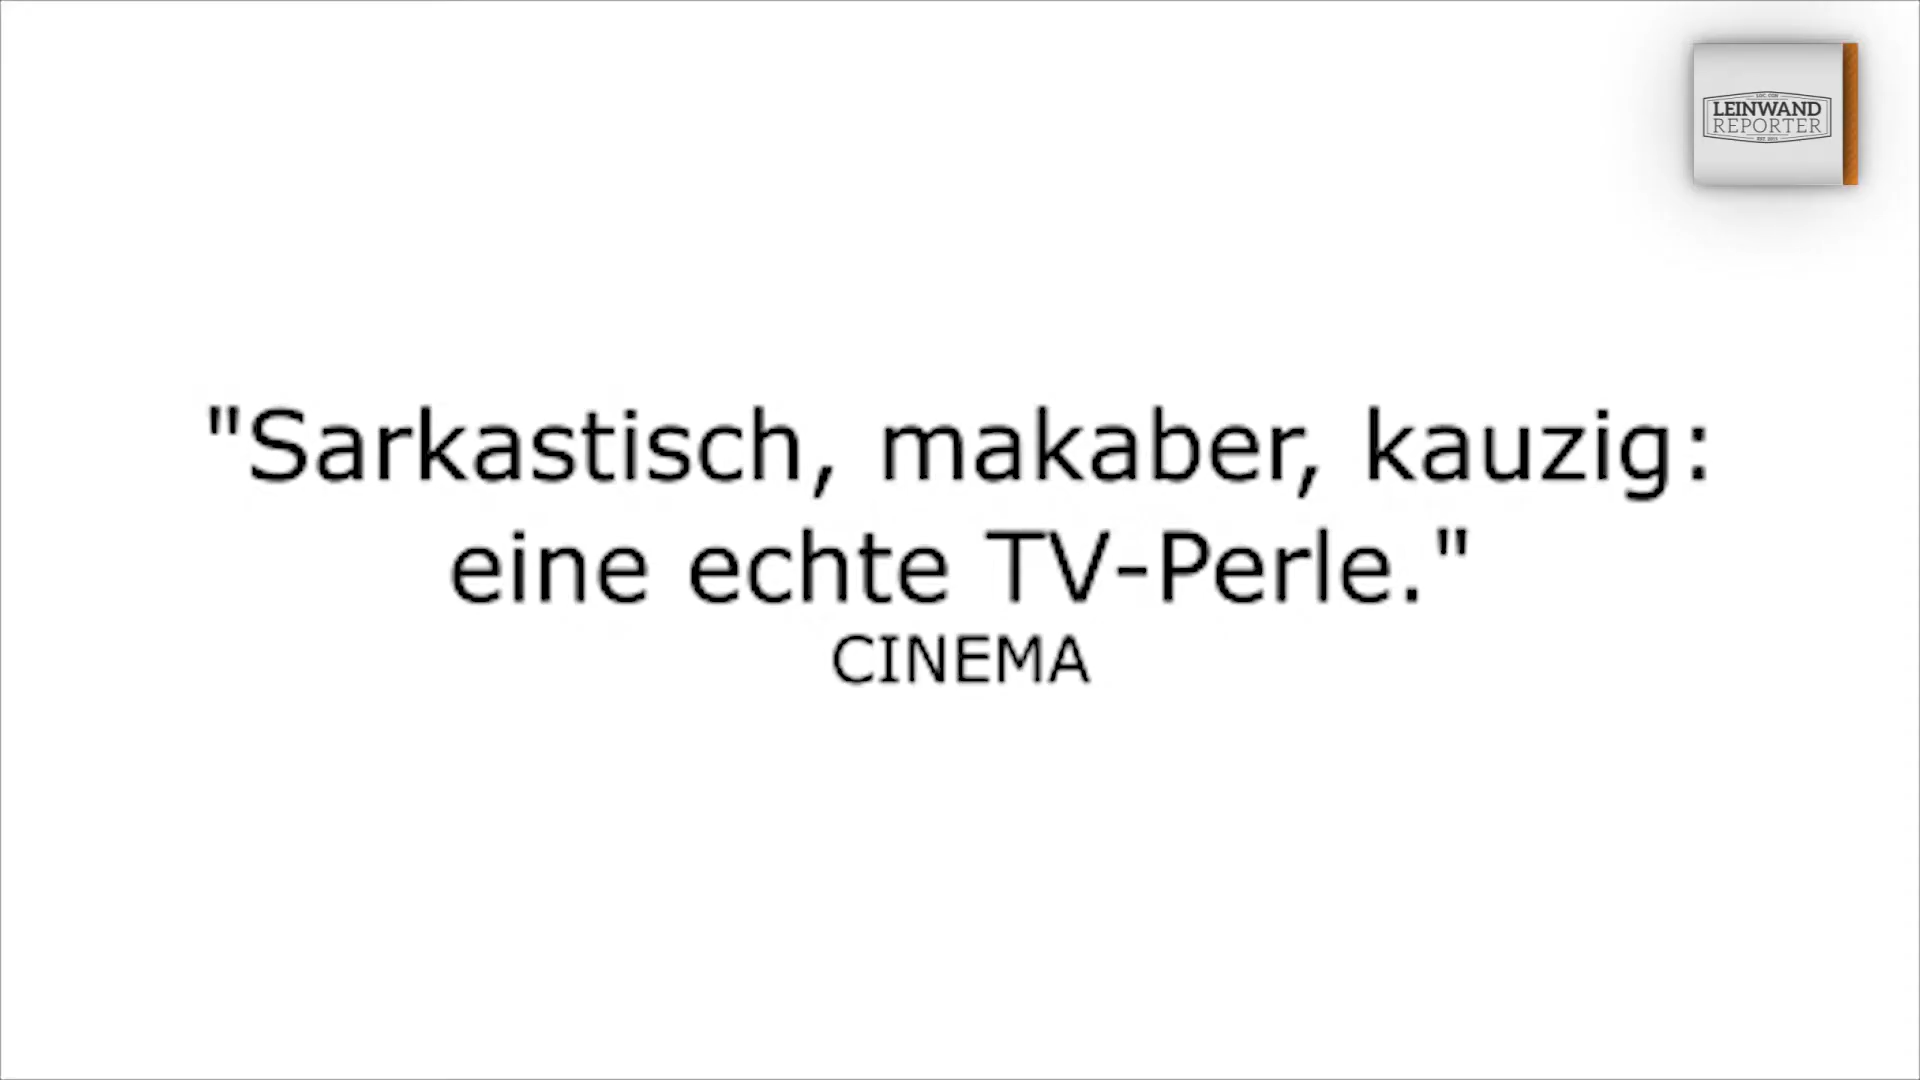 LEINWAND
REPORTER
"Sarkastisch, makaber, kauzig:
eine echte TV-Perle."
CINEMA